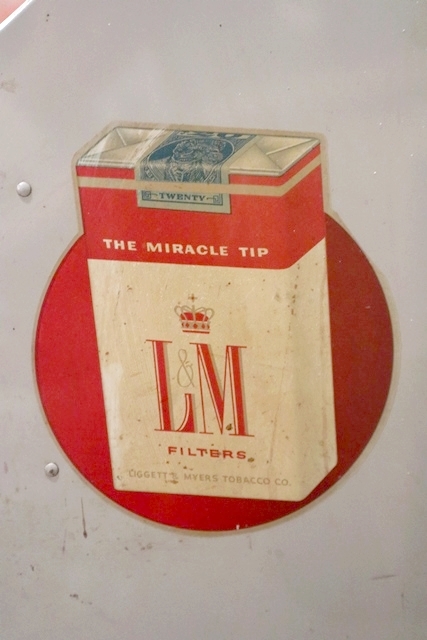 TWENTY
THE MIRACLE TIP
L&M
FILTERS
LIGGETT & MYERS TOBACCO CO.